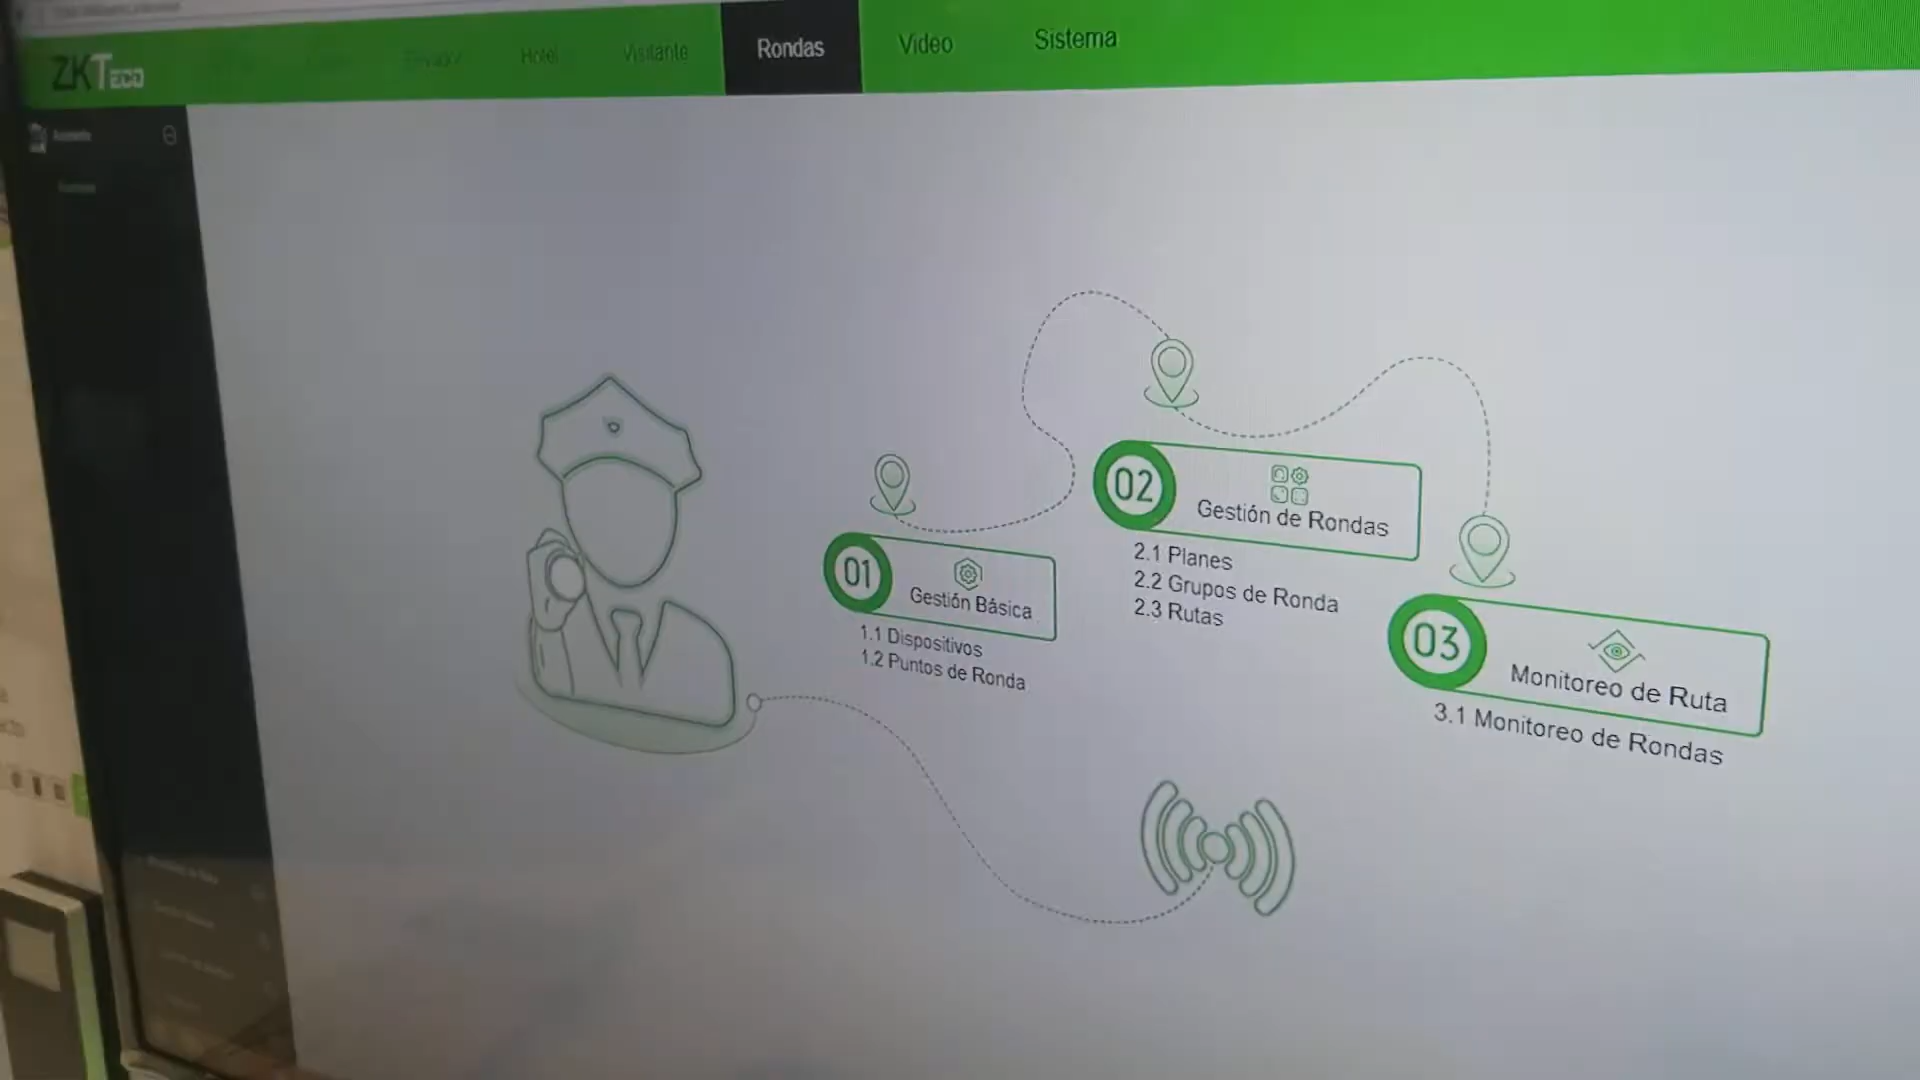 ZKTeco
Hotel
Visitante
Rondas
Video
Sistema
01
Gestión Básica
1.1 Dispositivos
1.2 Puntos de Ronda
02
Gestión de Rondas
2.1 Planes
2.2 Grupos de Ronda
2.3 Rutas
03
Monitoreo de Ruta
3.1 Monitoreo de Rondas